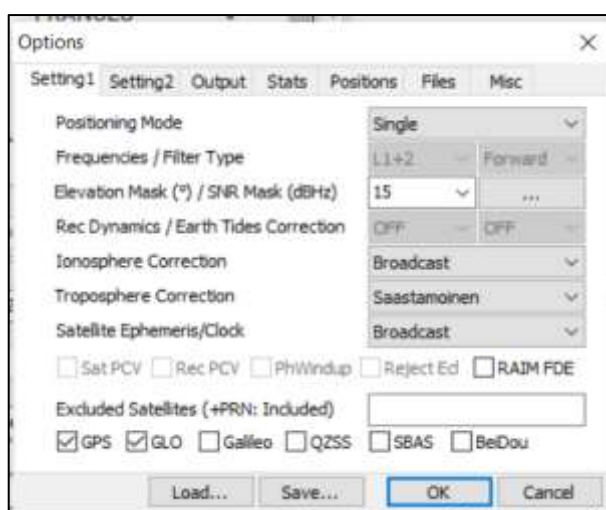 Options
Setting1 Setting2 Output Stats Positions Files Misc
Positioning Mode Single
Frequencies / Filter Type L1+2 Forward
Elevation Mask (°) / SNR Mask (dBHz) 15 ...
Rec Dynamics / Earth Tides Correction OFF OFF
Ionosphere Correction Broadcast
Troposphere Correction Saastamoinen
Satellite Ephemeris/Clock Broadcast
Sat PCV Rec PCV PhWindup Reject Ed RAIM FDE
Excluded Satellites (+PRN: Included)
GPS GLO Galileo QZSS SBAS BeiDou
Load... Save... OK Cancel